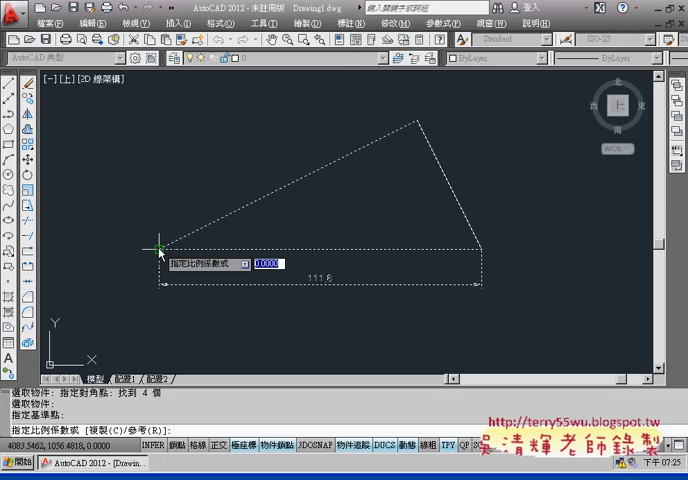 AutoCAD 2012 - 未註冊版 Drawing1.dwg
鍵入關鍵字或片語
登入
檔案(F) 編輯(E) 檢視(V) 插入(I) 格式(O) 工具(T) 繪製(D) 標註(N) 修改(M) 參數式(P) 視窗(W) 說明(H)
Standard ISO-25
AutoCAD 典型 0 ByLayer ByLayer
[−] [上] [2D 線架構]
北
西 上 東
南
WCS
指定比例係數或 0.0000
111.8
Y
X
模型 配置1 配置2
選取物件: 指定對角點: 找到 4 個
選取物件:
指定基準點:
指定比例係數或 [複製(C)/參考(R)]:
http://terry55wu.blogspot.tw
吳清輝老師錄製
4083.5462, 1056.4818, 0.0000 INFER 鎖點 格線 正交 極座標 物件鎖點 3DOSNAP 物件追蹤 DUCS 動態 線粗 TPY QP
開始 AutoCAD 2012 - [Drawin... 下午 07:25